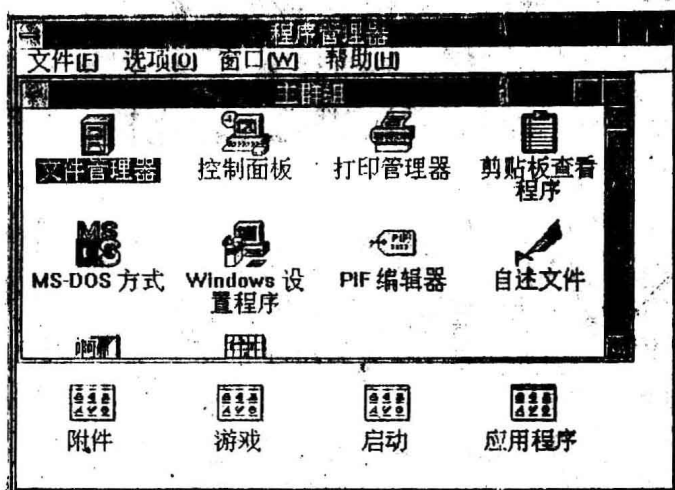 程序管理器
文件(F) 选项(O) 窗口(W) 帮助(H)
主群组
文件管理器 控制面板 打印管理器 剪贴板查看
程序
MS
DOS
PIF
MS-DOS 方式 Windows 设 PIF 编辑器 自述文件
置程序
附件 游戏 启动 应用程序